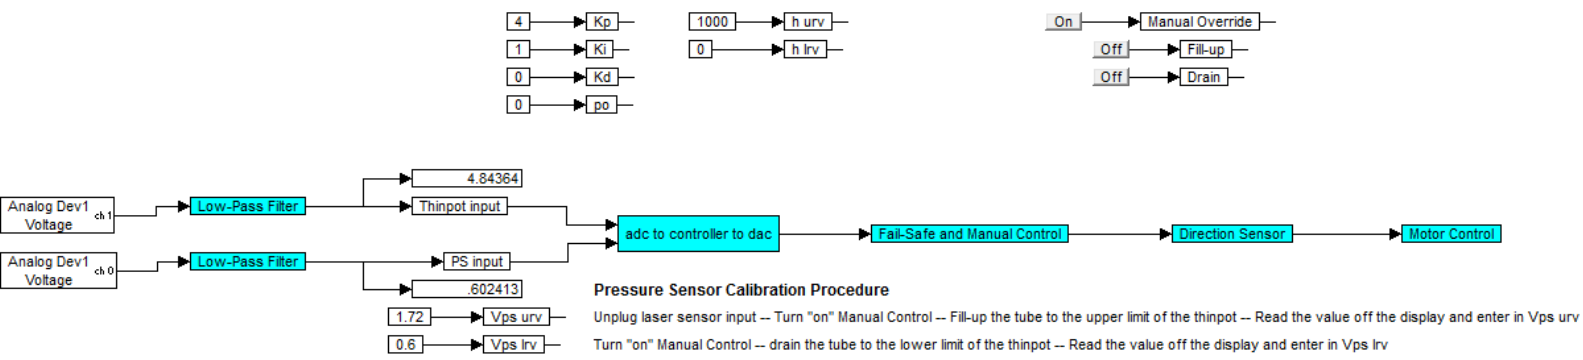 4 Kp 1000 h urv On Manual Override
1 Ki 0 h lrv Off Fill-up
0 Kd Off Drain
0 po
4.84364
Analog Dev1 Voltage ch 1 Low-Pass Filter Thinpot input
adc to controller to dac Fail-Safe and Manual Control Direction Sensor Motor Control
Analog Dev1 Voltage ch 0 Low-Pass Filter PS input
.602413 Pressure Sensor Calibration Procedure
1.72 Vps urv Unplug laser sensor input -- Turn "on" Manual Control -- Fill-up the tube to the upper limit of the thinpot -- Read the value off the display and enter in Vps urv
0.6 Vps lrv Turn "on" Manual Control -- drain the tube to the lower limit of the thinpot -- Read the value off the display and enter in Vps lrv